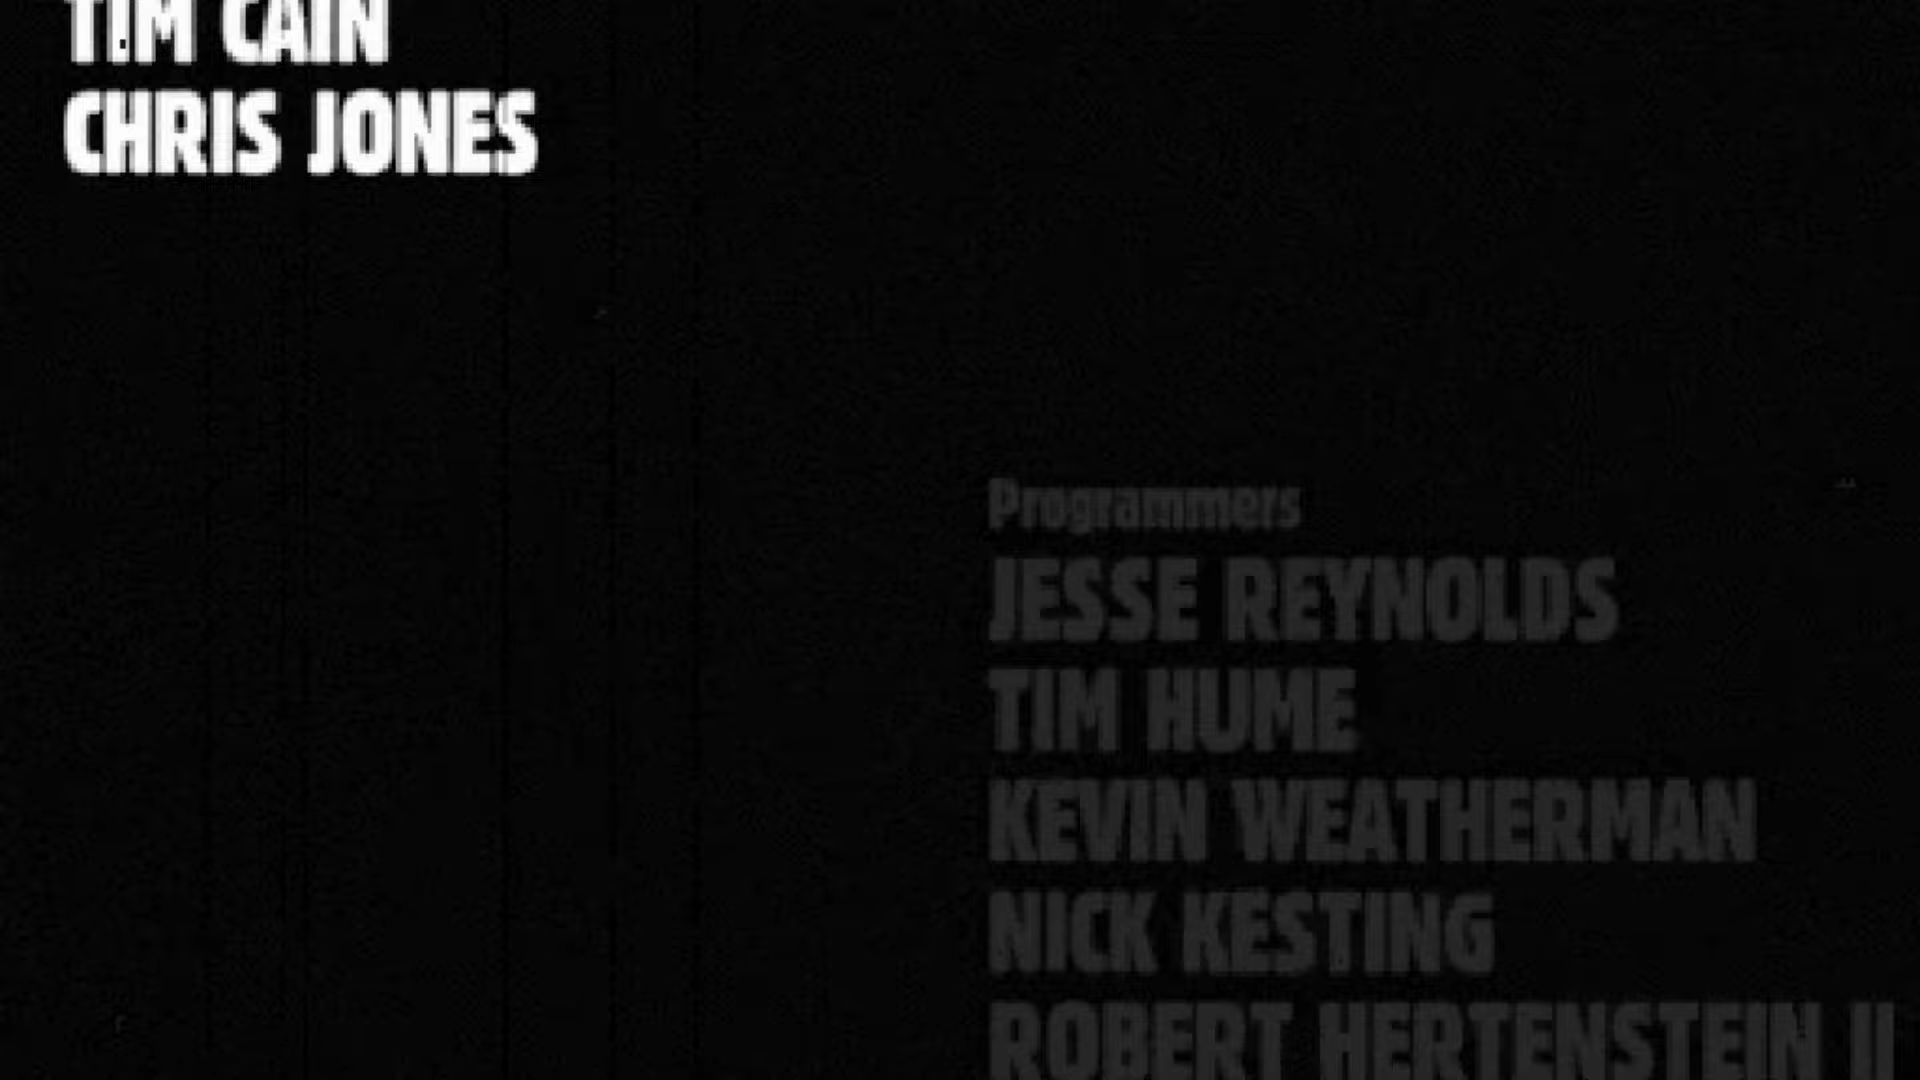 TIM CAIN
CHRIS JONES
Programmers
JESSE REYNOLDS
TIM HUME
KEVIN WEATHERMAN
NICK KESTING
ROBERT HERTENSTEIN II